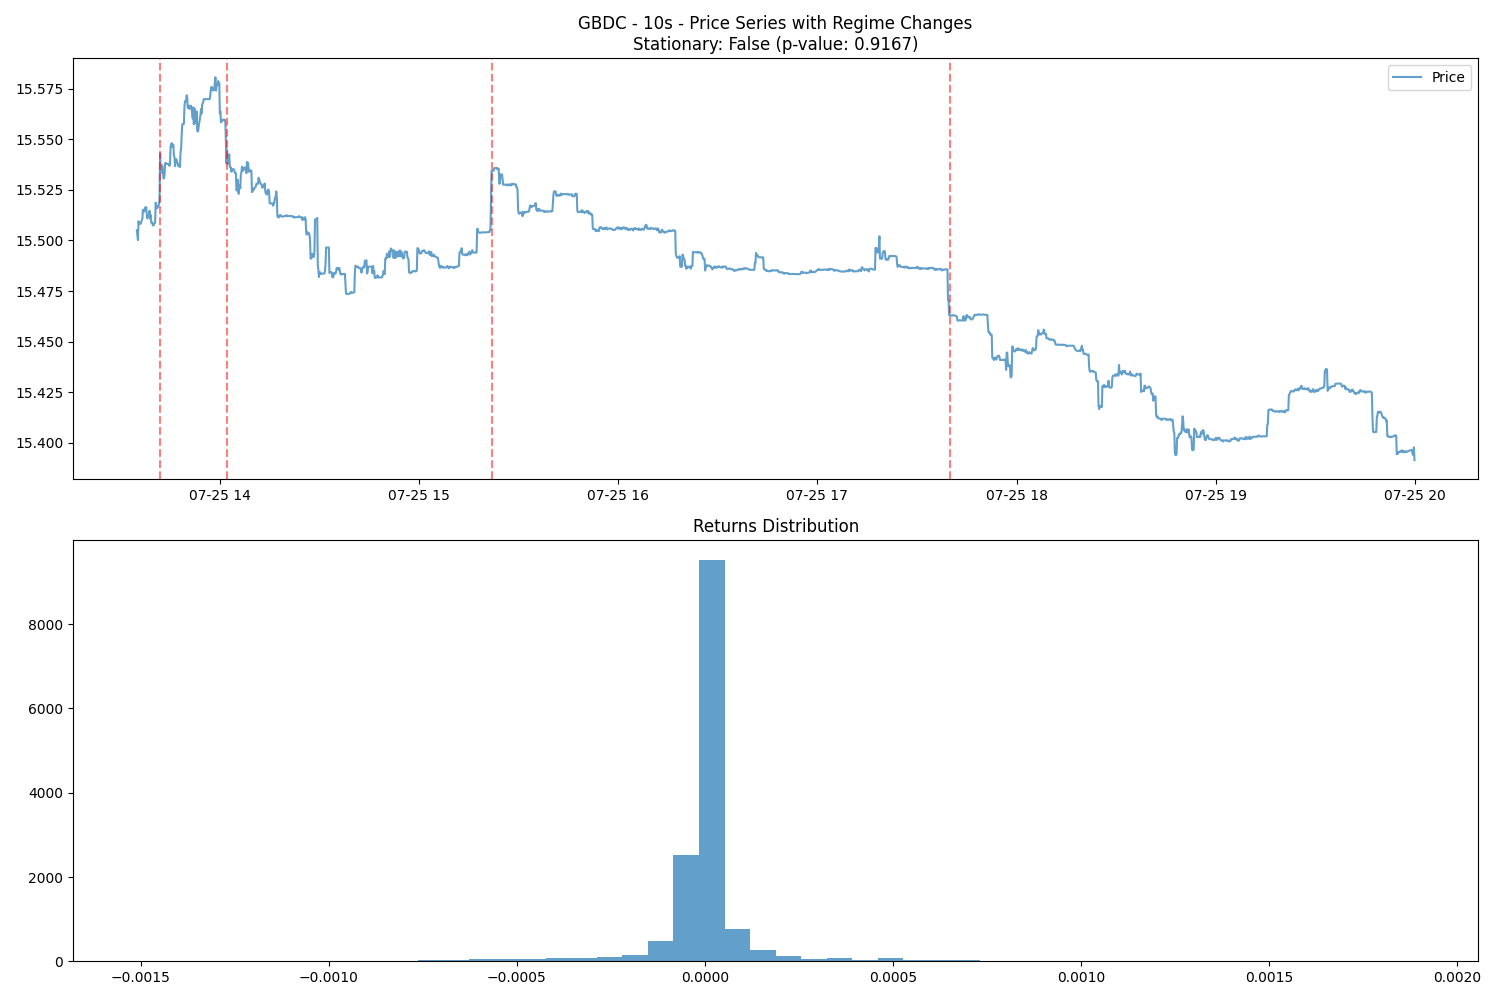 GBDC - 10s - Price Series with Regime Changes
Stationary: False (p-value: 0.9167)
Price
15.575
15.550
15.525
15.500
15.475
15.450
15.425
15.400
07-25 14 07-25 15 07-25 16 07-25 17 07-25 18 07-25 19 07-25 20
Returns Distribution
8000
6000
4000
2000
0
−0.0015 −0.0010 −0.0005 0.0000 0.0005 0.0010 0.0015 0.0020